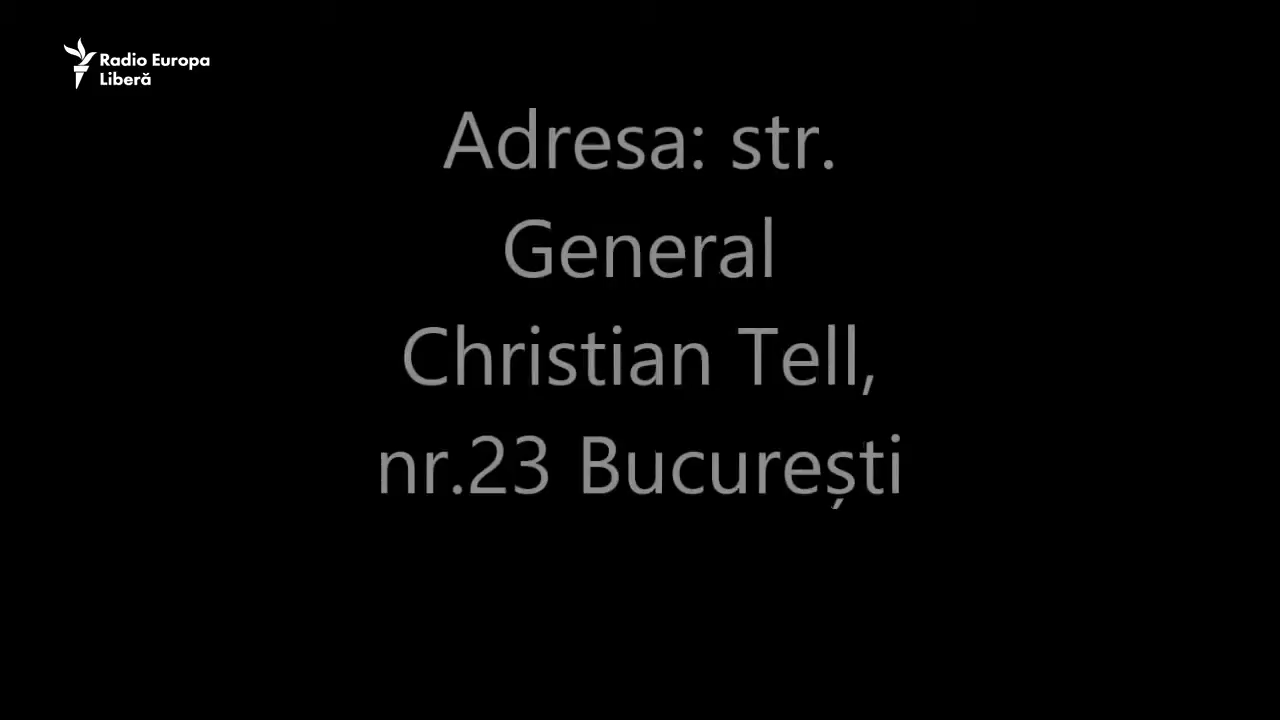 Radio Europa
Liberă
Adresa: str.
General
Christian Tell,
nr.23 București